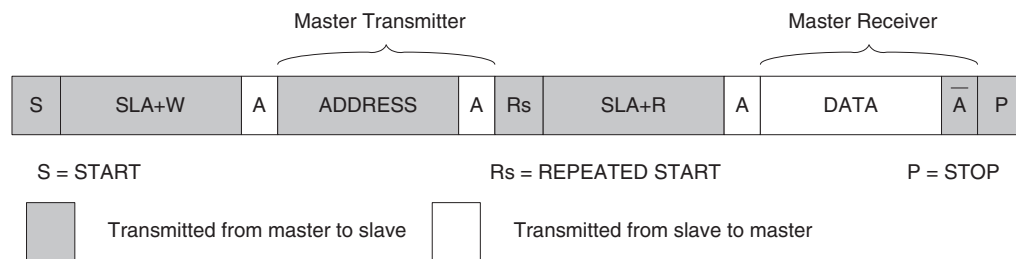 Master Transmitter Master Receiver
S SLA+W A ADDRESS A Rs SLA+R A DATA A̅ P
S = START Rs = REPEATED START P = STOP
Transmitted from master to slave Transmitted from slave to master